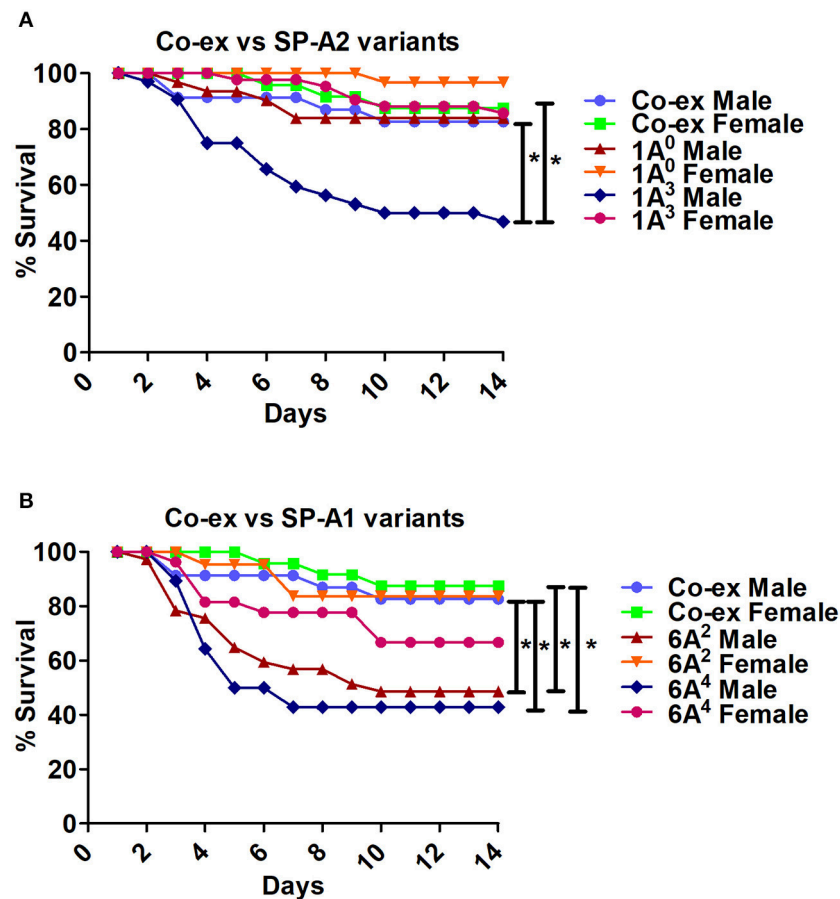 A
Co-ex vs SP-A2 variants
% Survival
100
80
60
40
20
0
0 2 4 6 8 10 12 14
Days
Co-ex Male
Co-ex Female
1A⁰ Male
1A⁰ Female
1A³ Male
1A³ Female
* *
B
Co-ex vs SP-A1 variants
% Survival
100
80
60
40
20
0
0 2 4 6 8 10 12 14
Days
Co-ex Male
Co-ex Female
6A² Male
6A² Female
6A⁴ Male
6A⁴ Female
* * * *